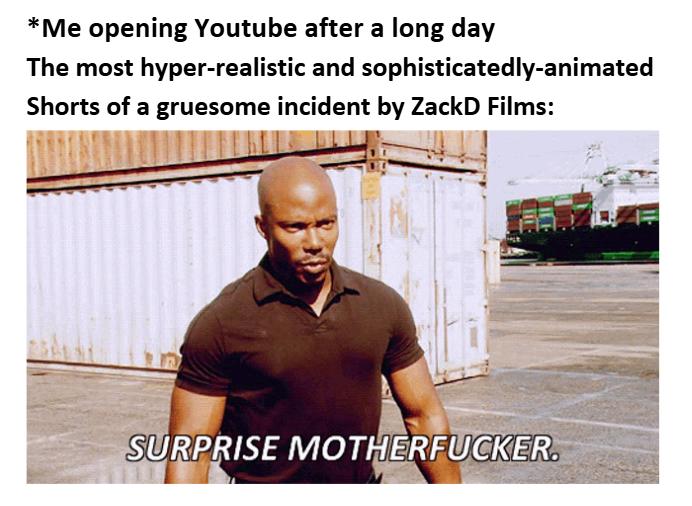 *Me opening Youtube after a long day
The most hyper-realistic and sophisticatedly-animated
Shorts of a gruesome incident by ZackD Films:
SURPRISE MOTHERFUCKER.